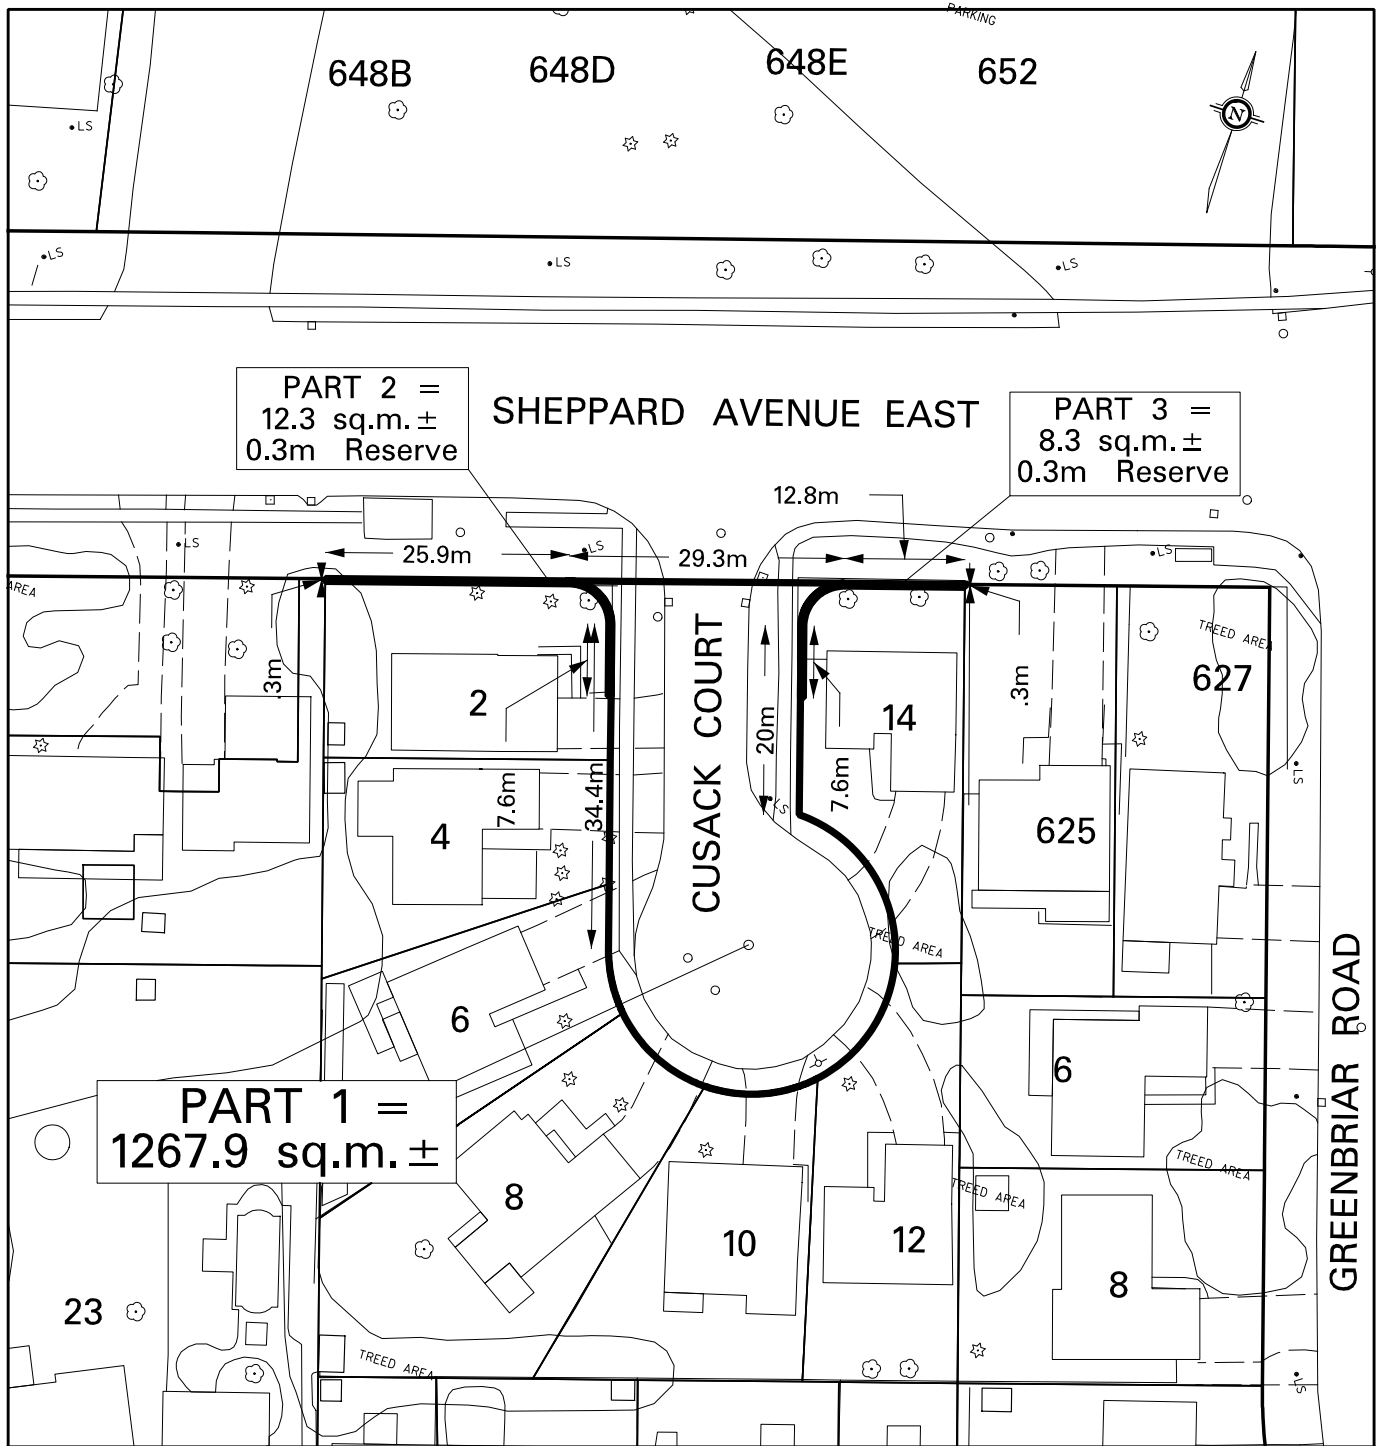 PARKING
648B
648D
648E
652
N
LS
LS
LS
LS
PART 2 =
12.3 sq.m. ±
0.3m Reserve
SHEPPARD AVENUE EAST
PART 3 =
8.3 sq.m. ±
0.3m Reserve
12.8m
25.9m
29.3m
LS
LS
LS
AREA
.3m
2
CUSACK COURT
20m
14
.3m
TREED AREA
627
4
7.6m
34.4m
LS
7.6m
625
LS
TREED AREA
6
6
GREENBRIAR ROAD
PART 1 =
1267.9 sq.m. ±
8
10
12
TREED AREA
TREED AREA
8
23
TREED AREA
LS